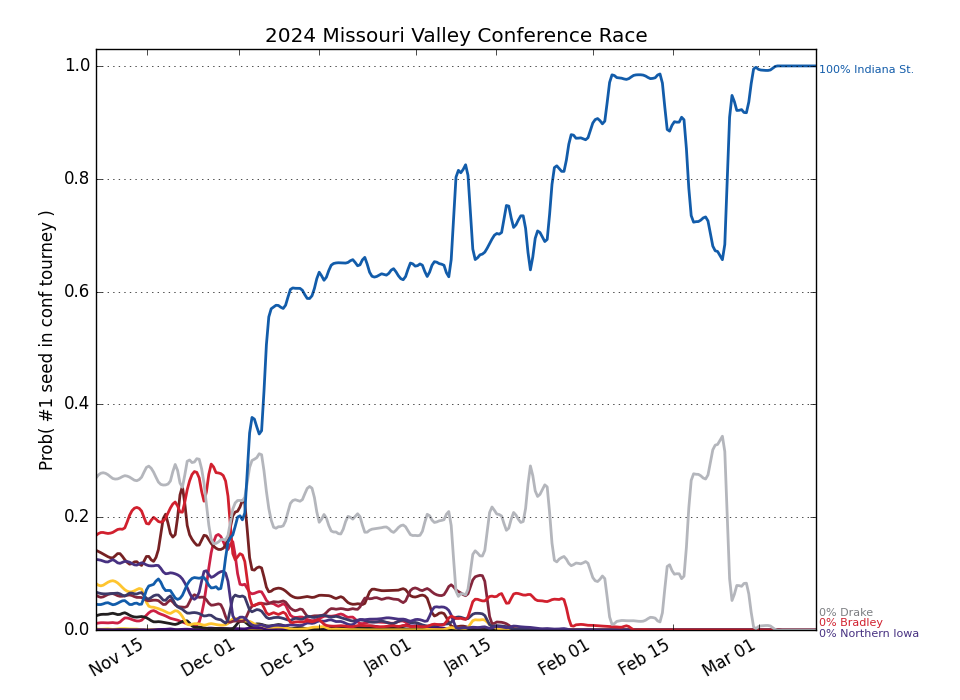 2024 Missouri Valley Conference Race
Prob( #1 seed in conf tourney )
1.0
0.8
0.6
0.4
0.2
0.0
Nov 15
Dec 01
Dec 15
Jan 01
Jan 15
Feb 01
Feb 15
Mar 01
100% Indiana St.
0% Drake
0% Bradley
0% Northern Iowa